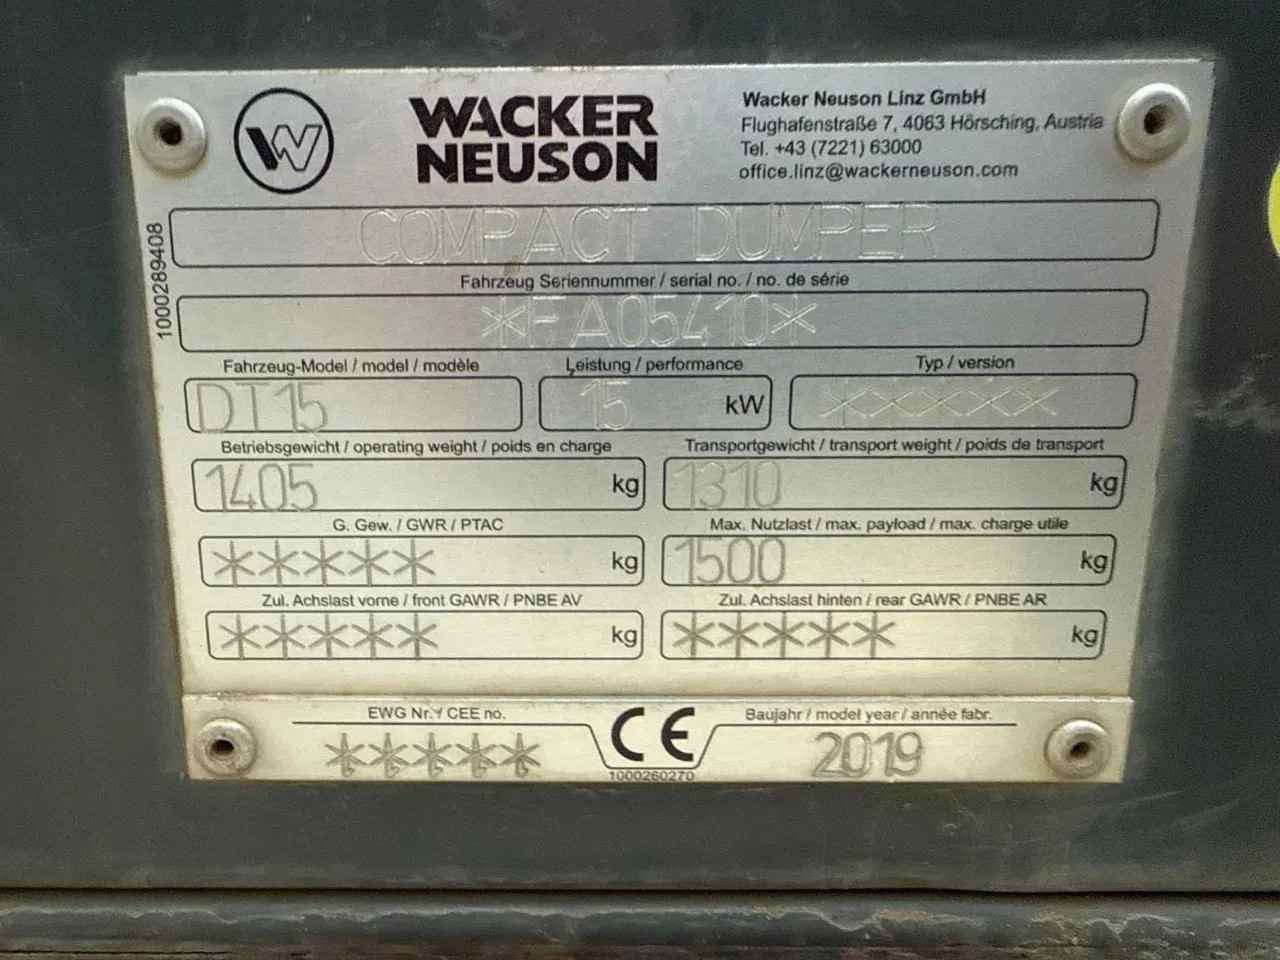 WACKER
NEUSON
Wacker Neuson Linz GmbH
Flughafenstraße 7, 4063 Hörsching, Austria
Tel. +43 (7221) 63000
office.linz@wackerneuson.com
1000289408
COMPACT DUMPER
Fahrzeug Seriennummer / serial no. / no. de série
*FA05410*
Fahrzeug-Model / model / modèle
DT15
Leistung / performance
15 kW
Typ / version
*****
Betriebsgewicht / operating weight / poids en charge
1405 kg
Transportgewicht / transport weight / poids de transport
1310 kg
G. Gew. / GWR / PTAC
***** kg
Max. Nutzlast / max. payload / max. charge utile
1500 kg
Zul. Achslast vorne / front GAWR / PNBE AV
***** kg
Zul. Achslast hinten / rear GAWR / PNBE AR
***** kg
EWG Nr. / CEE no.
*****
CE
1000260270
Baujahr / model year / année fabr.
2019